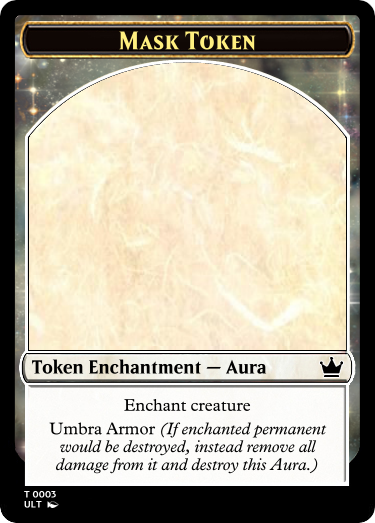 Mask Token
Token Enchantment — Aura
Enchant creature
Umbra Armor (If enchanted permanent
would be destroyed, instead remove all
damage from it and destroy this Aura.)
T 0003
ULT